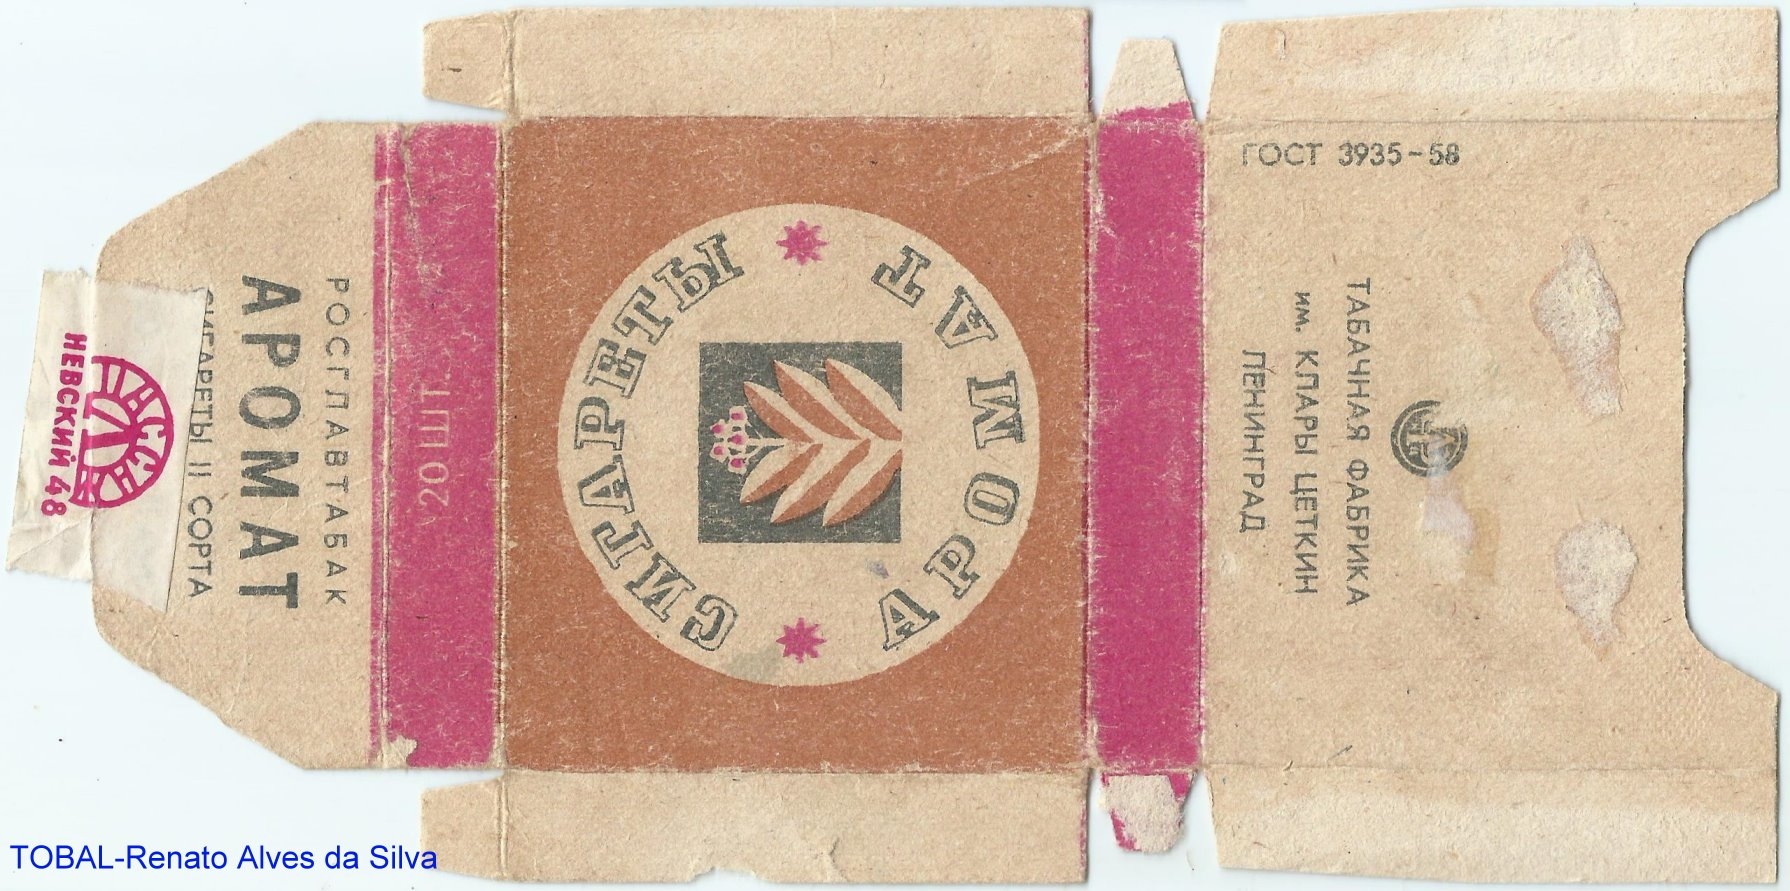 РОСГЛАВТАБАК
АРОМАТ
СИГАРЕТЫ II СОРТА
НЕВСКИЙ 48
20 ШТ.
СИГАРЕТЫ
АРОМАТ
ГОСТ 3935-58
ТАБАЧНАЯ ФАБРИКА
им. КЛАРЫ ЦЕТКИН
ЛЕНИНГРАД
TOBAL-Renato Alves da Silva